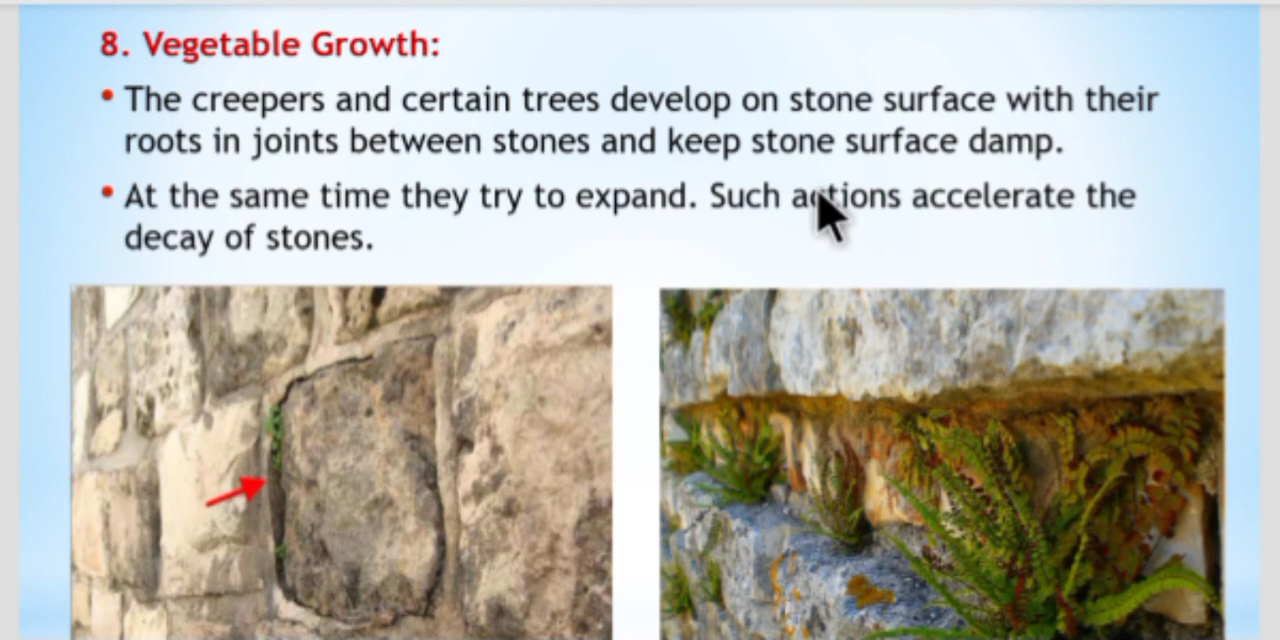 8. Vegetable Growth:
• The creepers and certain trees develop on stone surface with their
roots in joints between stones and keep stone surface damp.
• At the same time they try to expand. Such actions accelerate the
decay of stones.